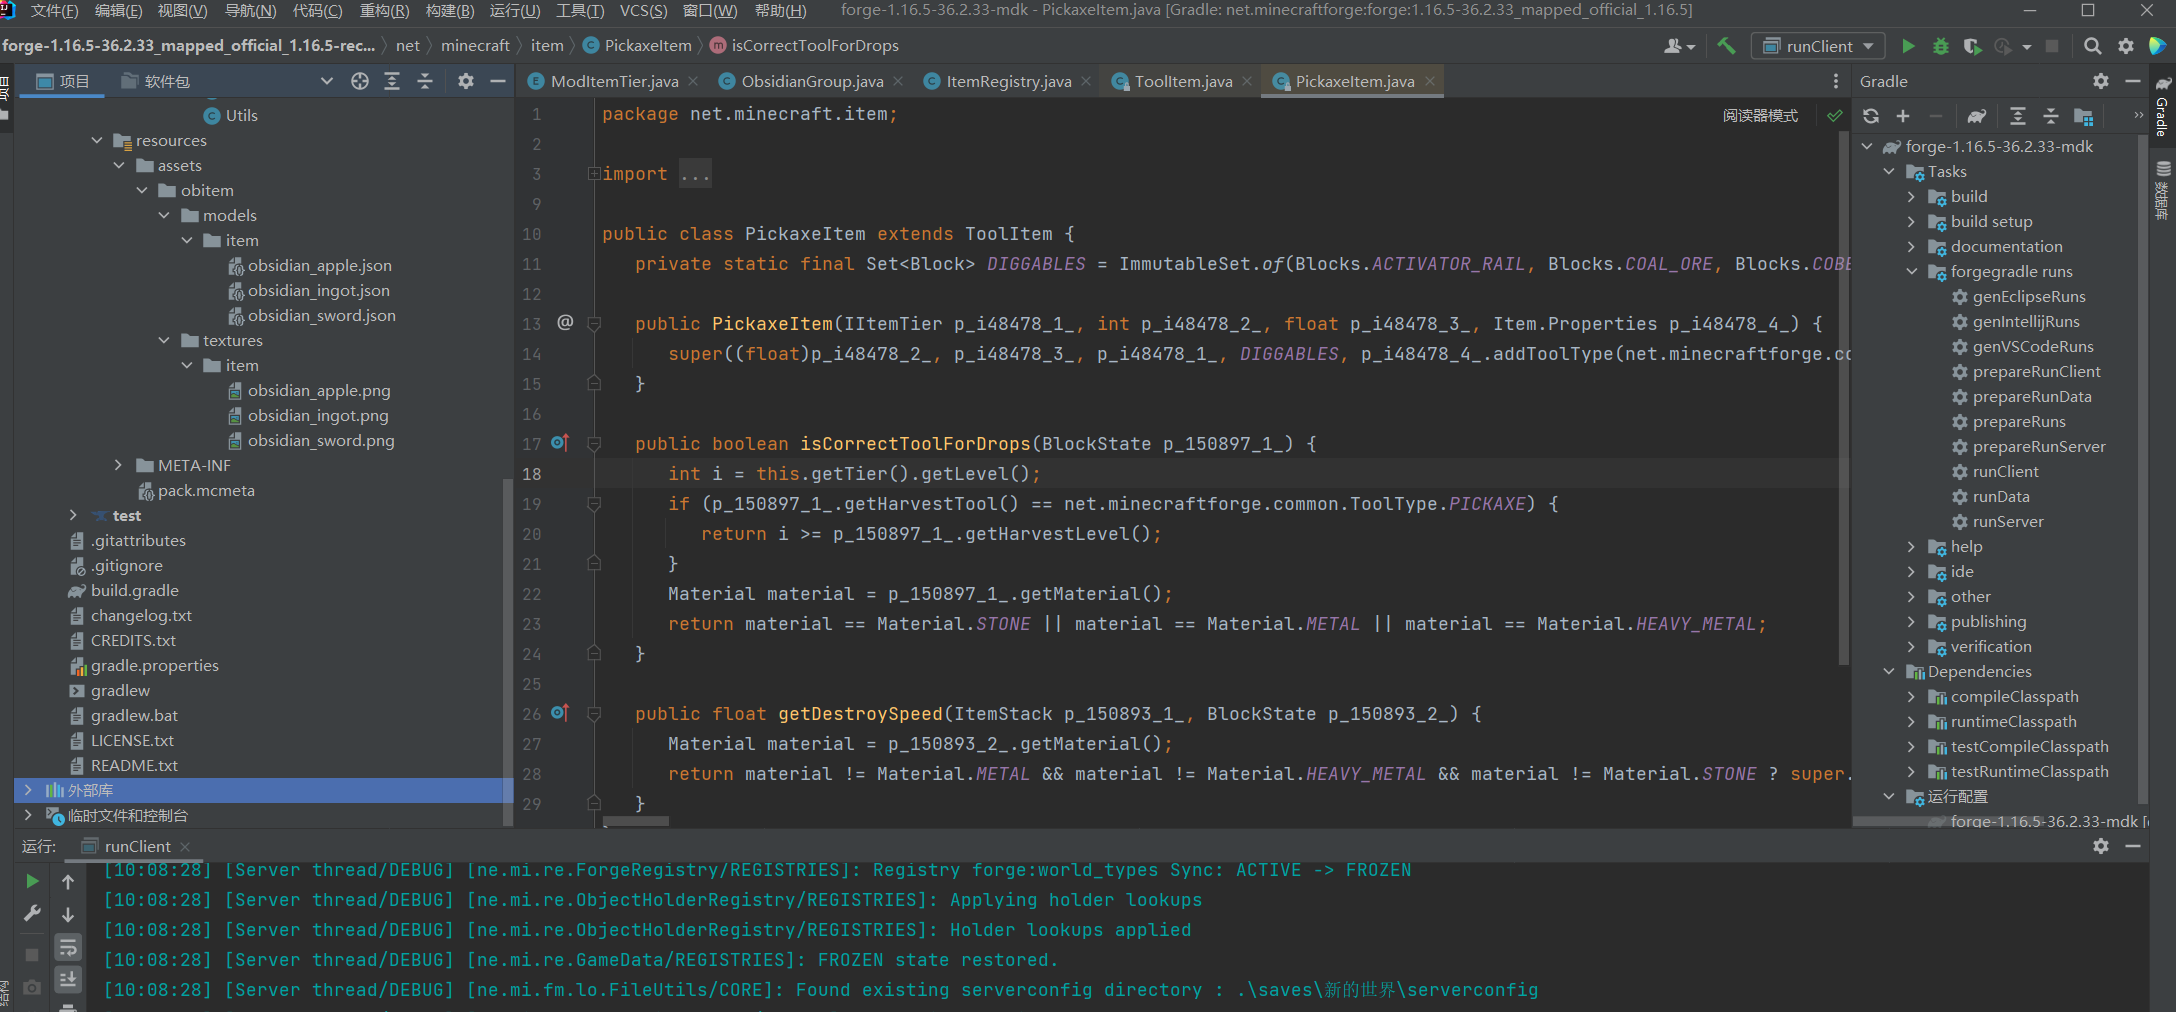 文件(F) 编辑(E) 视图(V) 导航(N) 代码(C) 重构(R) 构建(B) 运行(U) 工具(T) VCS(S) 窗口(W) 帮助(H) forge-1.16.5-36.2.33-mdk - PickaxeItem.java [Gradle: net.minecraftforge:forge:1.16.5-36.2.33_mapped_official_1.16.5]
forge-1.16.5-36.2.33_mapped_official_1.16.5-rec... net minecraft item PickaxeItem isCorrectToolForDrops runClient
项目 软件包
ModItemTier.java ObsidianGroup.java ItemRegistry.java ToolItem.java PickaxeItem.java
Utils
resources
assets
obitem
models
item
obsidian_apple.json
obsidian_ingot.json
obsidian_sword.json
textures
item
obsidian_apple.png
obsidian_ingot.png
obsidian_sword.png
META-INF
pack.mcmeta
test
.gitattributes
.gitignore
build.gradle
changelog.txt
CREDITS.txt
gradle.properties
gradlew
gradlew.bat
LICENSE.txt
README.txt
外部库
临时文件和控制台
阅读器模式
1 package net.minecraft.item;
2
3 import ...
9
10 public class PickaxeItem extends ToolItem {
11 private static final Set<Block> DIGGABLES = ImmutableSet.of(Blocks.ACTIVATOR_RAIL, Blocks.COAL_ORE, Blocks.COBB
12
13 @ public PickaxeItem(IItemTier p_i48478_1_, int p_i48478_2_, float p_i48478_3_, Item.Properties p_i48478_4_) {
14 super((float)p_i48478_2_, p_i48478_3_, p_i48478_1_, DIGGABLES, p_i48478_4_.addToolType(net.minecraftforge.co
15 }
16
17 public boolean isCorrectToolForDrops(BlockState p_150897_1_) {
18 int i = this.getTier().getLevel();
19 if (p_150897_1_.getHarvestTool() == net.minecraftforge.common.ToolType.PICKAXE) {
20 return i >= p_150897_1_.getHarvestLevel();
21 }
22 Material material = p_150897_1_.getMaterial();
23 return material == Material.STONE || material == Material.METAL || material == Material.HEAVY_METAL;
24 }
25
26 public float getDestroySpeed(ItemStack p_150893_1_, BlockState p_150893_2_) {
27 Material material = p_150893_2_.getMaterial();
28 return material != Material.METAL && material != Material.HEAVY_METAL && material != Material.STONE ? super.
29 }
Gradle
forge-1.16.5-36.2.33-mdk
Tasks
build
build setup
documentation
forgegradle runs
genEclipseRuns
genIntellijRuns
genVSCodeRuns
prepareRunClient
prepareRunData
prepareRuns
prepareRunServer
runClient
runData
runServer
help
ide
other
publishing
verification
Dependencies
compileClasspath
runtimeClasspath
testCompileClasspath
testRuntimeClasspath
运行配置
forge-1.16.5-36.2.33-mdk [
Gradle
数据库
运行: runClient
[10:08:28] [Server thread/DEBUG] [ne.mi.re.ForgeRegistry/REGISTRIES]: Registry forge:world_types Sync: ACTIVE -> FROZEN
[10:08:28] [Server thread/DEBUG] [ne.mi.re.ObjectHolderRegistry/REGISTRIES]: Applying holder lookups
[10:08:28] [Server thread/DEBUG] [ne.mi.re.ObjectHolderRegistry/REGISTRIES]: Holder lookups applied
[10:08:28] [Server thread/DEBUG] [ne.mi.re.GameData/REGISTRIES]: FROZEN state restored.
[10:08:28] [Server thread/DEBUG] [ne.mi.fm.lo.FileUtils/CORE]: Found existing serverconfig directory : .\saves\新的世界\serverconfig